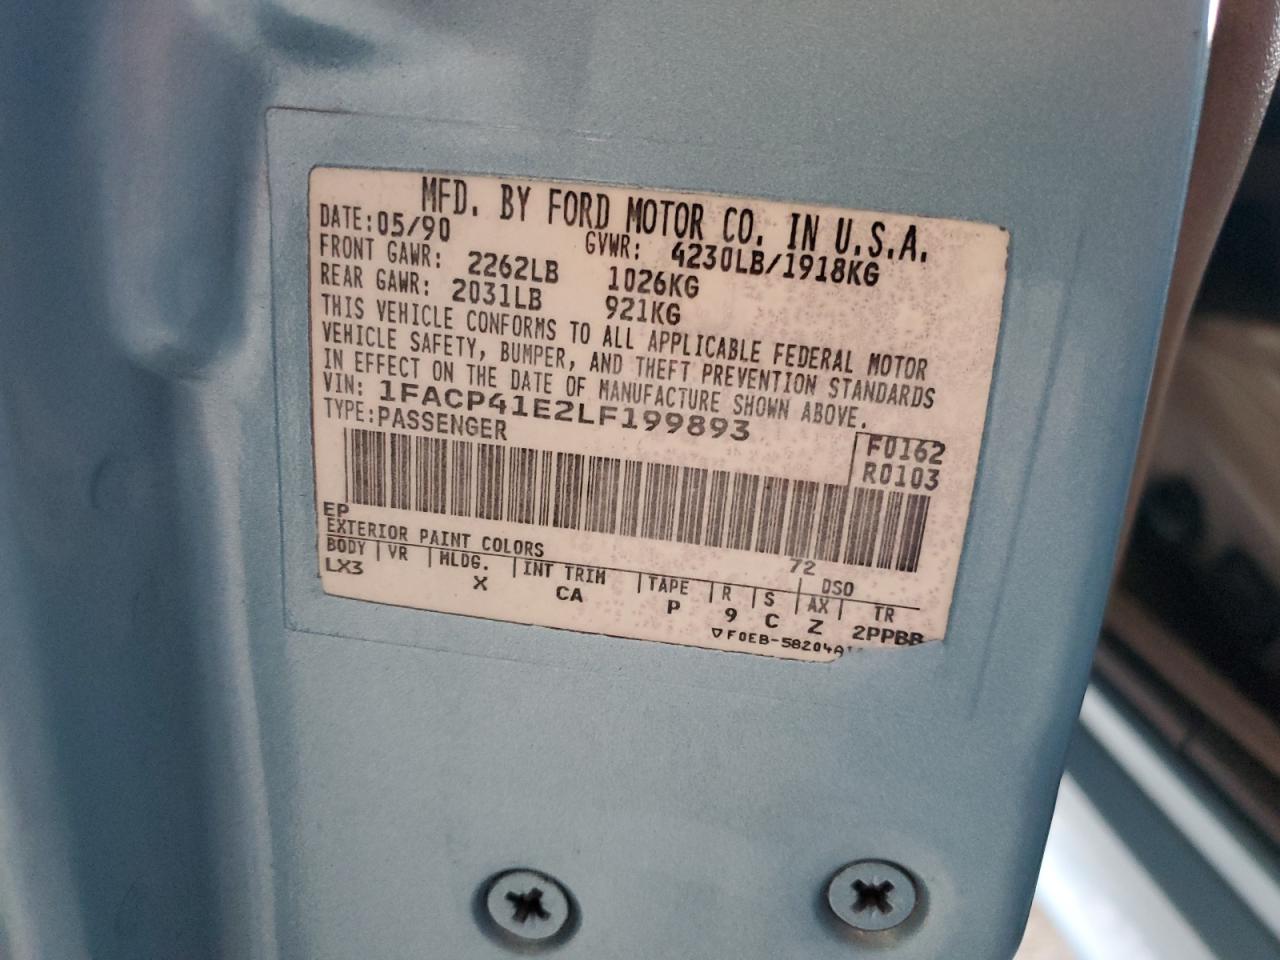 MFD. BY FORD MOTOR CO. IN U.S.A.
DATE: 05/90 GVWR: 4230LB/1918KG
FRONT GAWR: 2262LB 1026KG
REAR GAWR: 2031LB 921KG
THIS VEHICLE CONFORMS TO ALL APPLICABLE FEDERAL MOTOR
VEHICLE SAFETY, BUMPER, AND THEFT PREVENTION STANDARDS
IN EFFECT ON THE DATE OF MANUFACTURE SHOWN ABOVE.
VIN: 1FACP41E2LF199893
TYPE: PASSENGER
F0162
R0103
EP 72
EXTERIOR PAINT COLORS DSO
BODY VR MLDG. INT TRIM TAPE R S AX TR
LX3 X CA P 9 C Z 2PPBB
▽F0EB-58204A